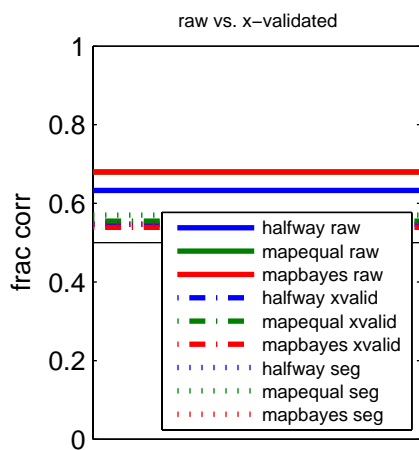 raw vs. x−validated
1
0.8
0.6
0.4
0.2
0
frac corr
halfway raw
mapequal raw
mapbayes raw
halfway xvalid
mapequal xvalid
mapbayes xvalid
halfway seg
mapequal seg
mapbayes seg